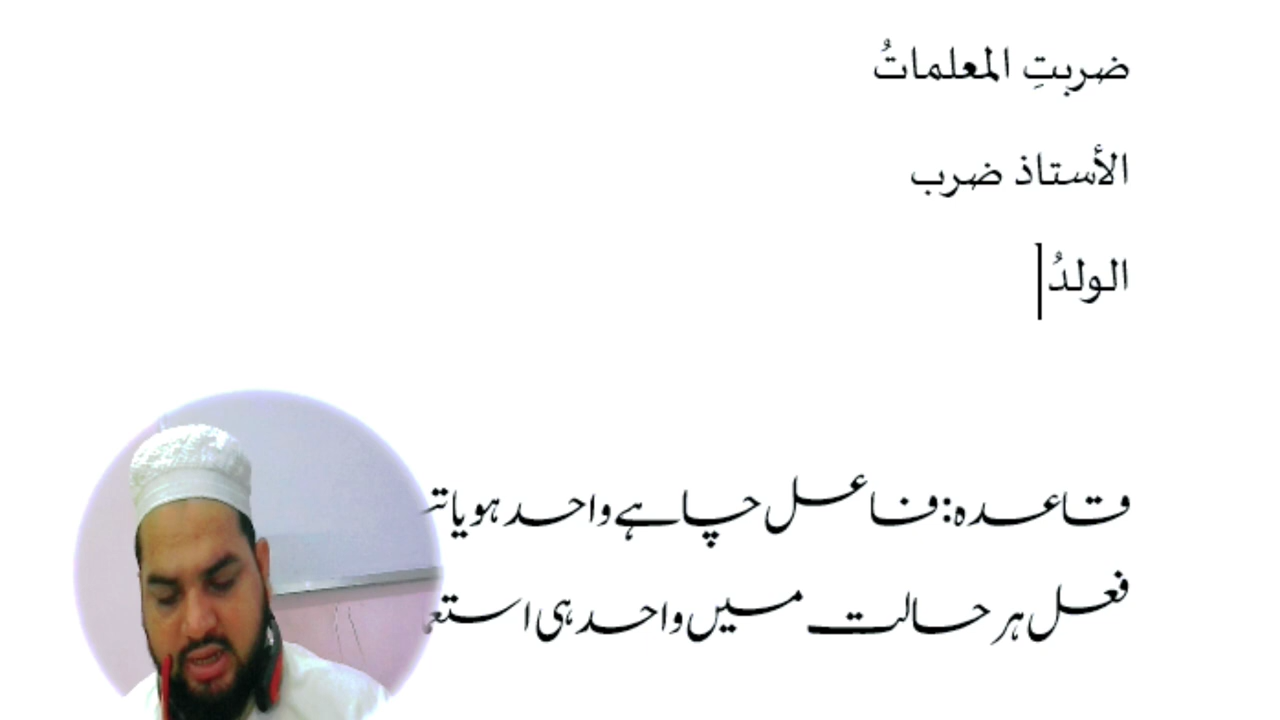 ضربتِ المعلماتُ
الأستاذ ضرب
الولدُ
قاعدہ: فاعل چاہے واحد ہو یا
فعل ہر حالت میں واحد ہی